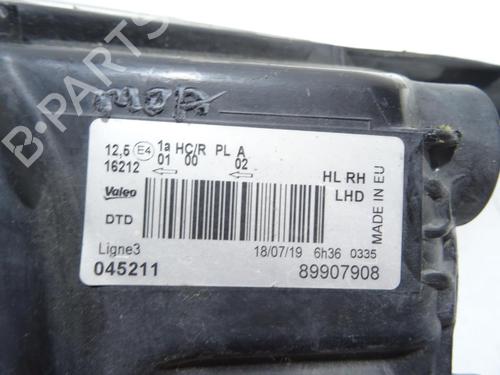 12,5 E4 1a HC/R PL A
16212 01 00 02
HL RH
LHD
MADE IN EU
Valeo
DTD
Ligne3
18/07/19 6h36 0335
045211
89907908
B-PARTS